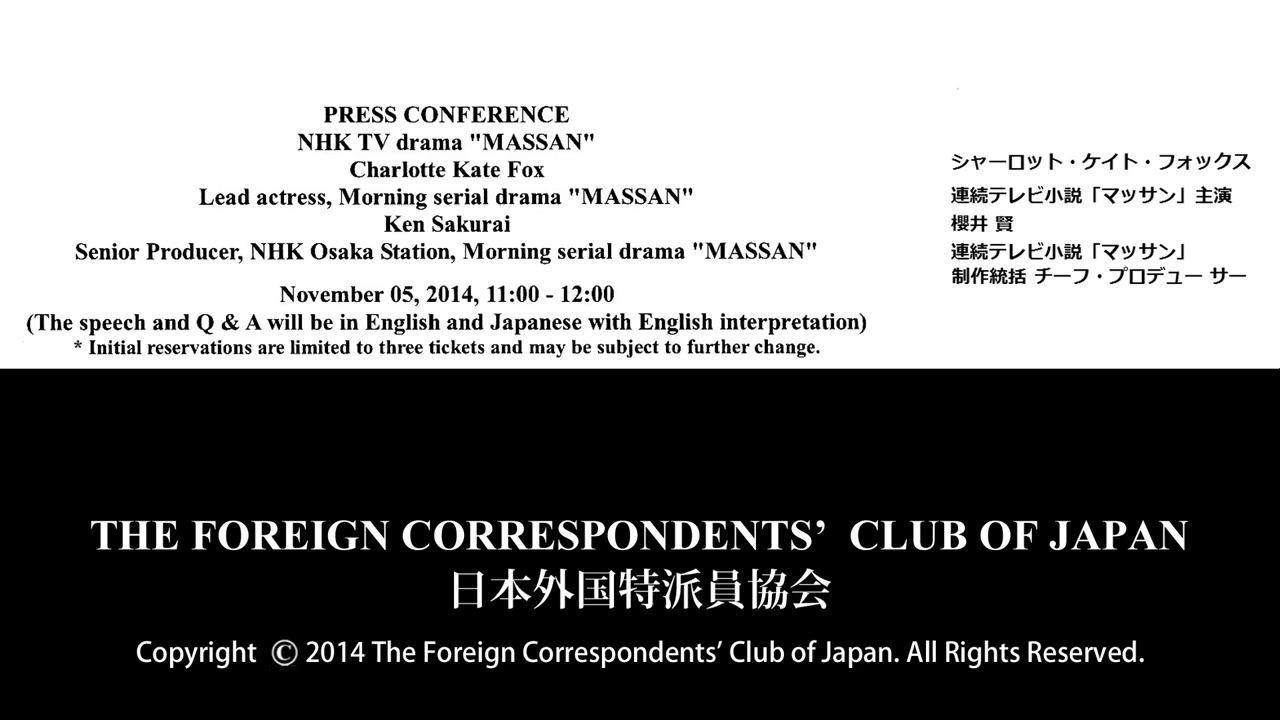 PRESS CONFERENCE
NHK TV drama "MASSAN"
Charlotte Kate Fox
Lead actress, Morning serial drama "MASSAN"
Ken Sakurai
Senior Producer, NHK Osaka Station, Morning serial drama "MASSAN"
November 05, 2014, 11:00 - 12:00
(The speech and Q & A will be in English and Japanese with English interpretation)
* Initial reservations are limited to three tickets and may be subject to further change.
シャーロット・ケイト・フォックス
連続テレビ小説「マッサン」主演
櫻井 賢
連続テレビ小説「マッサン」
制作統括 チーフ・プロデュー サー
THE FOREIGN CORRESPONDENTS’ CLUB OF JAPAN
日本外国特派員協会
Copyright © 2014 The Foreign Correspondents’ Club of Japan. All Rights Reserved.